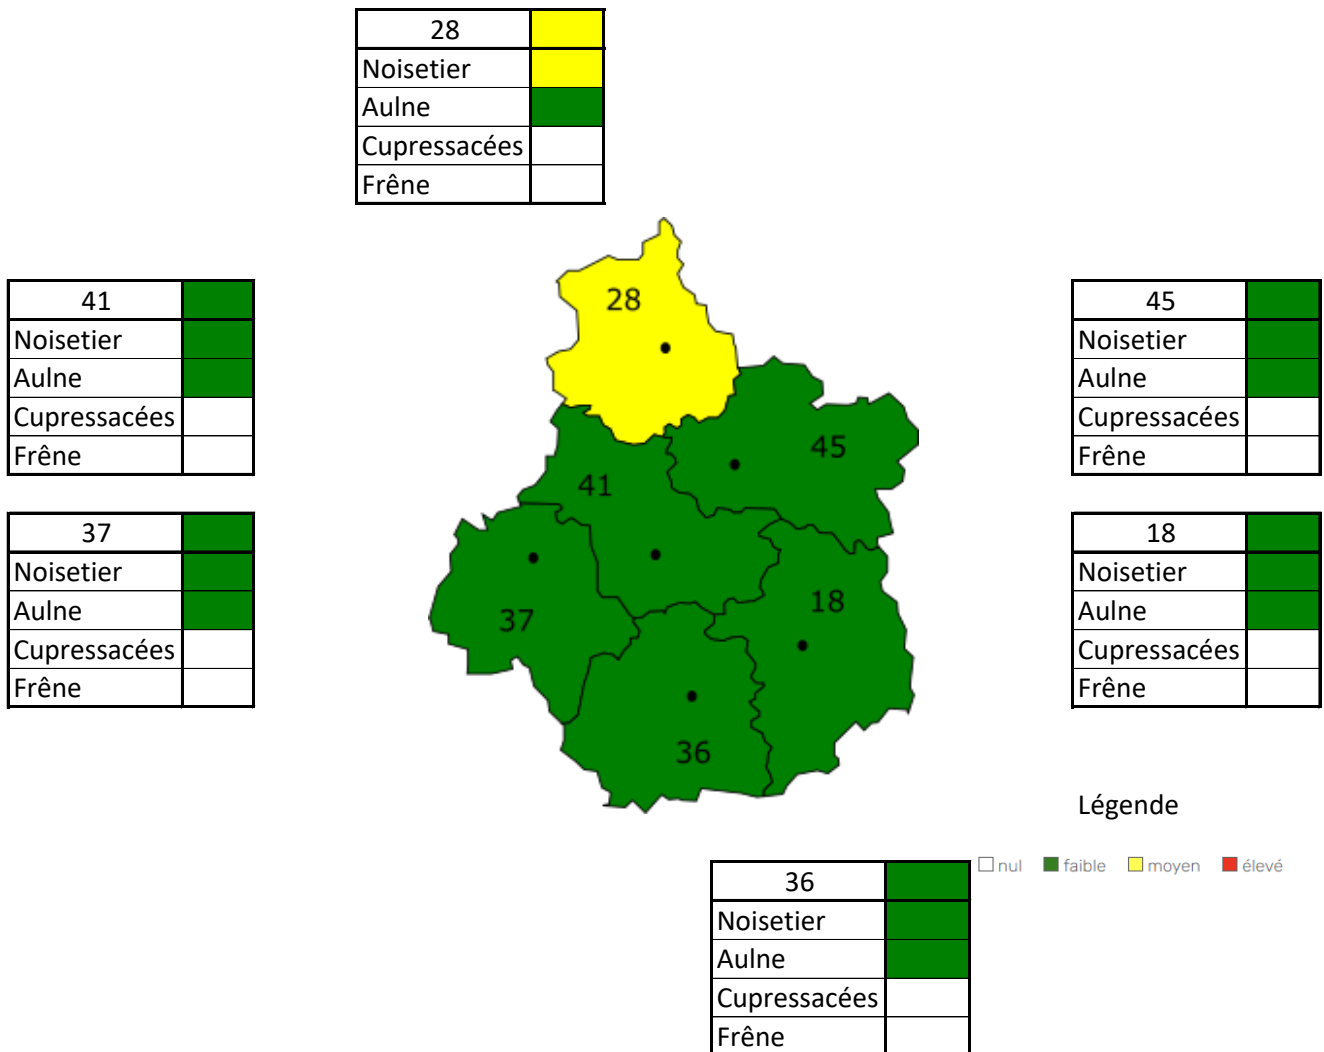 28
Noisetier
Aulne
Cupressacées
Frêne
41
Noisetier
Aulne
Cupressacées
Frêne
45
Noisetier
Aulne
Cupressacées
Frêne
28
45
41
18
37
36
37
Noisetier
Aulne
Cupressacées
Frêne
18
Noisetier
Aulne
Cupressacées
Frêne
Légende
nul faible moyen élevé
36
Noisetier
Aulne
Cupressacées
Frêne